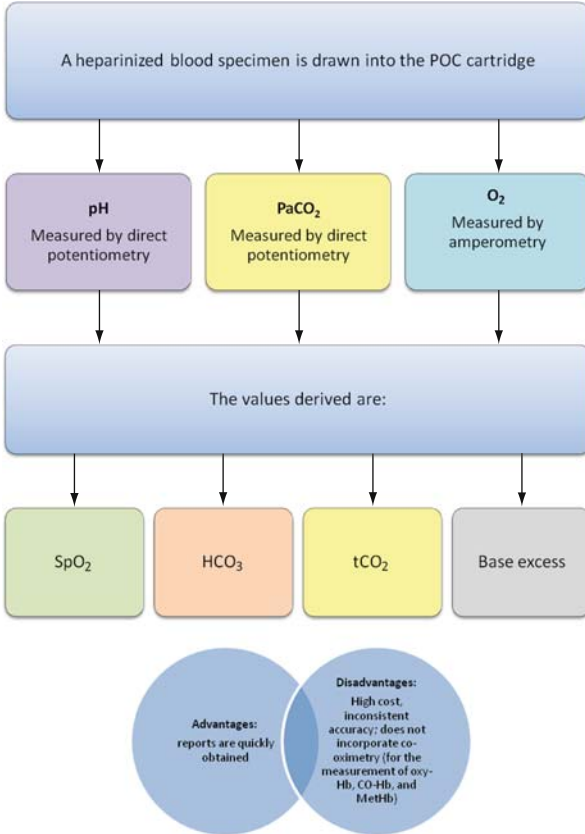 A heparinized blood specimen is drawn into the POC cartridge
pH
Measured by direct
potentiometry
PaCO₂
Measured by direct
potentiometry
O₂
Measured by
amperometry
The values derived are:
SpO₂
HCO₃
tCO₂
Base excess
Advantages:
reports are quickly
obtained
Disadvantages:
High cost,
inconsistent
accuracy; does not
incorporate co-
oximetry (for the
measurement of oxy-
Hb, CO-Hb, and
MetHb)